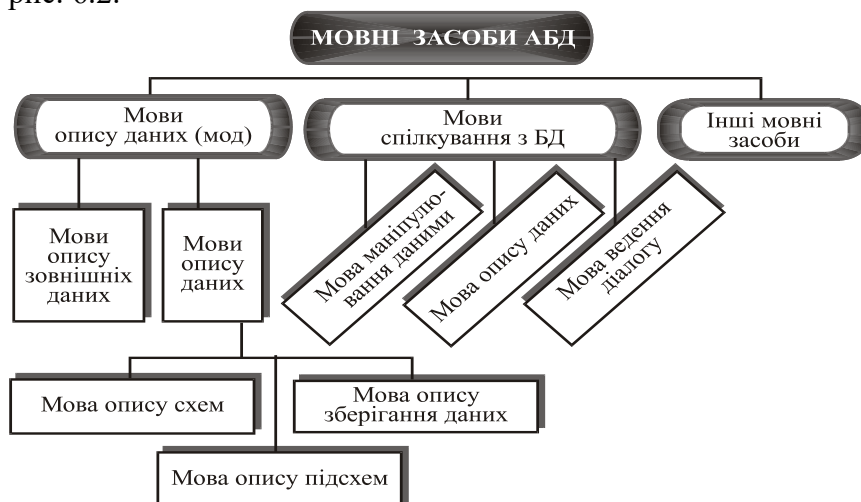 рис. 6.2.
МОВНІ ЗАСОБИ АБД
Мови
опису даних (мод)
Мови
спілкування з БД
Інші мовні
засоби
Мови
опису
зовнішніх
даних
Мови
опису
даних
Мова маніпулю-
вання даними
Мова опису даних
Мова ведення
діалогу
Мова опису схем
Мова опису
зберігання даних
Мова опису підсхем